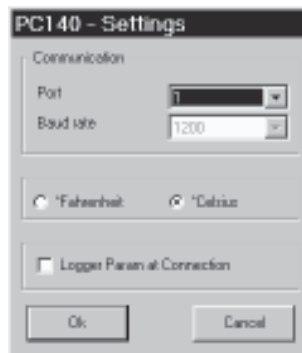 PC140 - Settings
Communication
Port 1
Baud rate 1200
°Fahrenheit °Celsius
Logger Param at Connection
Ok Cancel